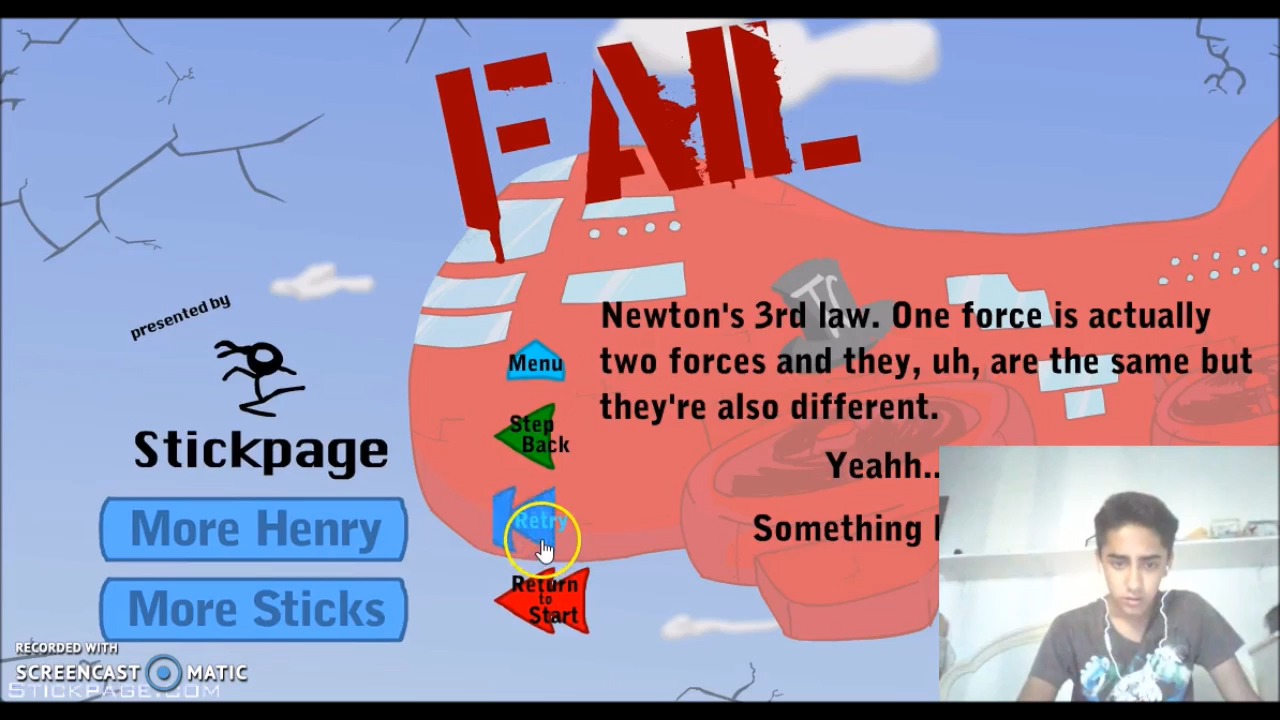 FAIL
presented by
Stickpage
More Henry
More Sticks
Menu
Step
Back
Retry
Return
to
Start
TS
Newton's 3rd law. One force is actually
two forces and they, uh, are the same but
they're also different.
Yeahh..
Something
RECORDED WITH
SCREENCAST MATIC
STICKPAGE.COM